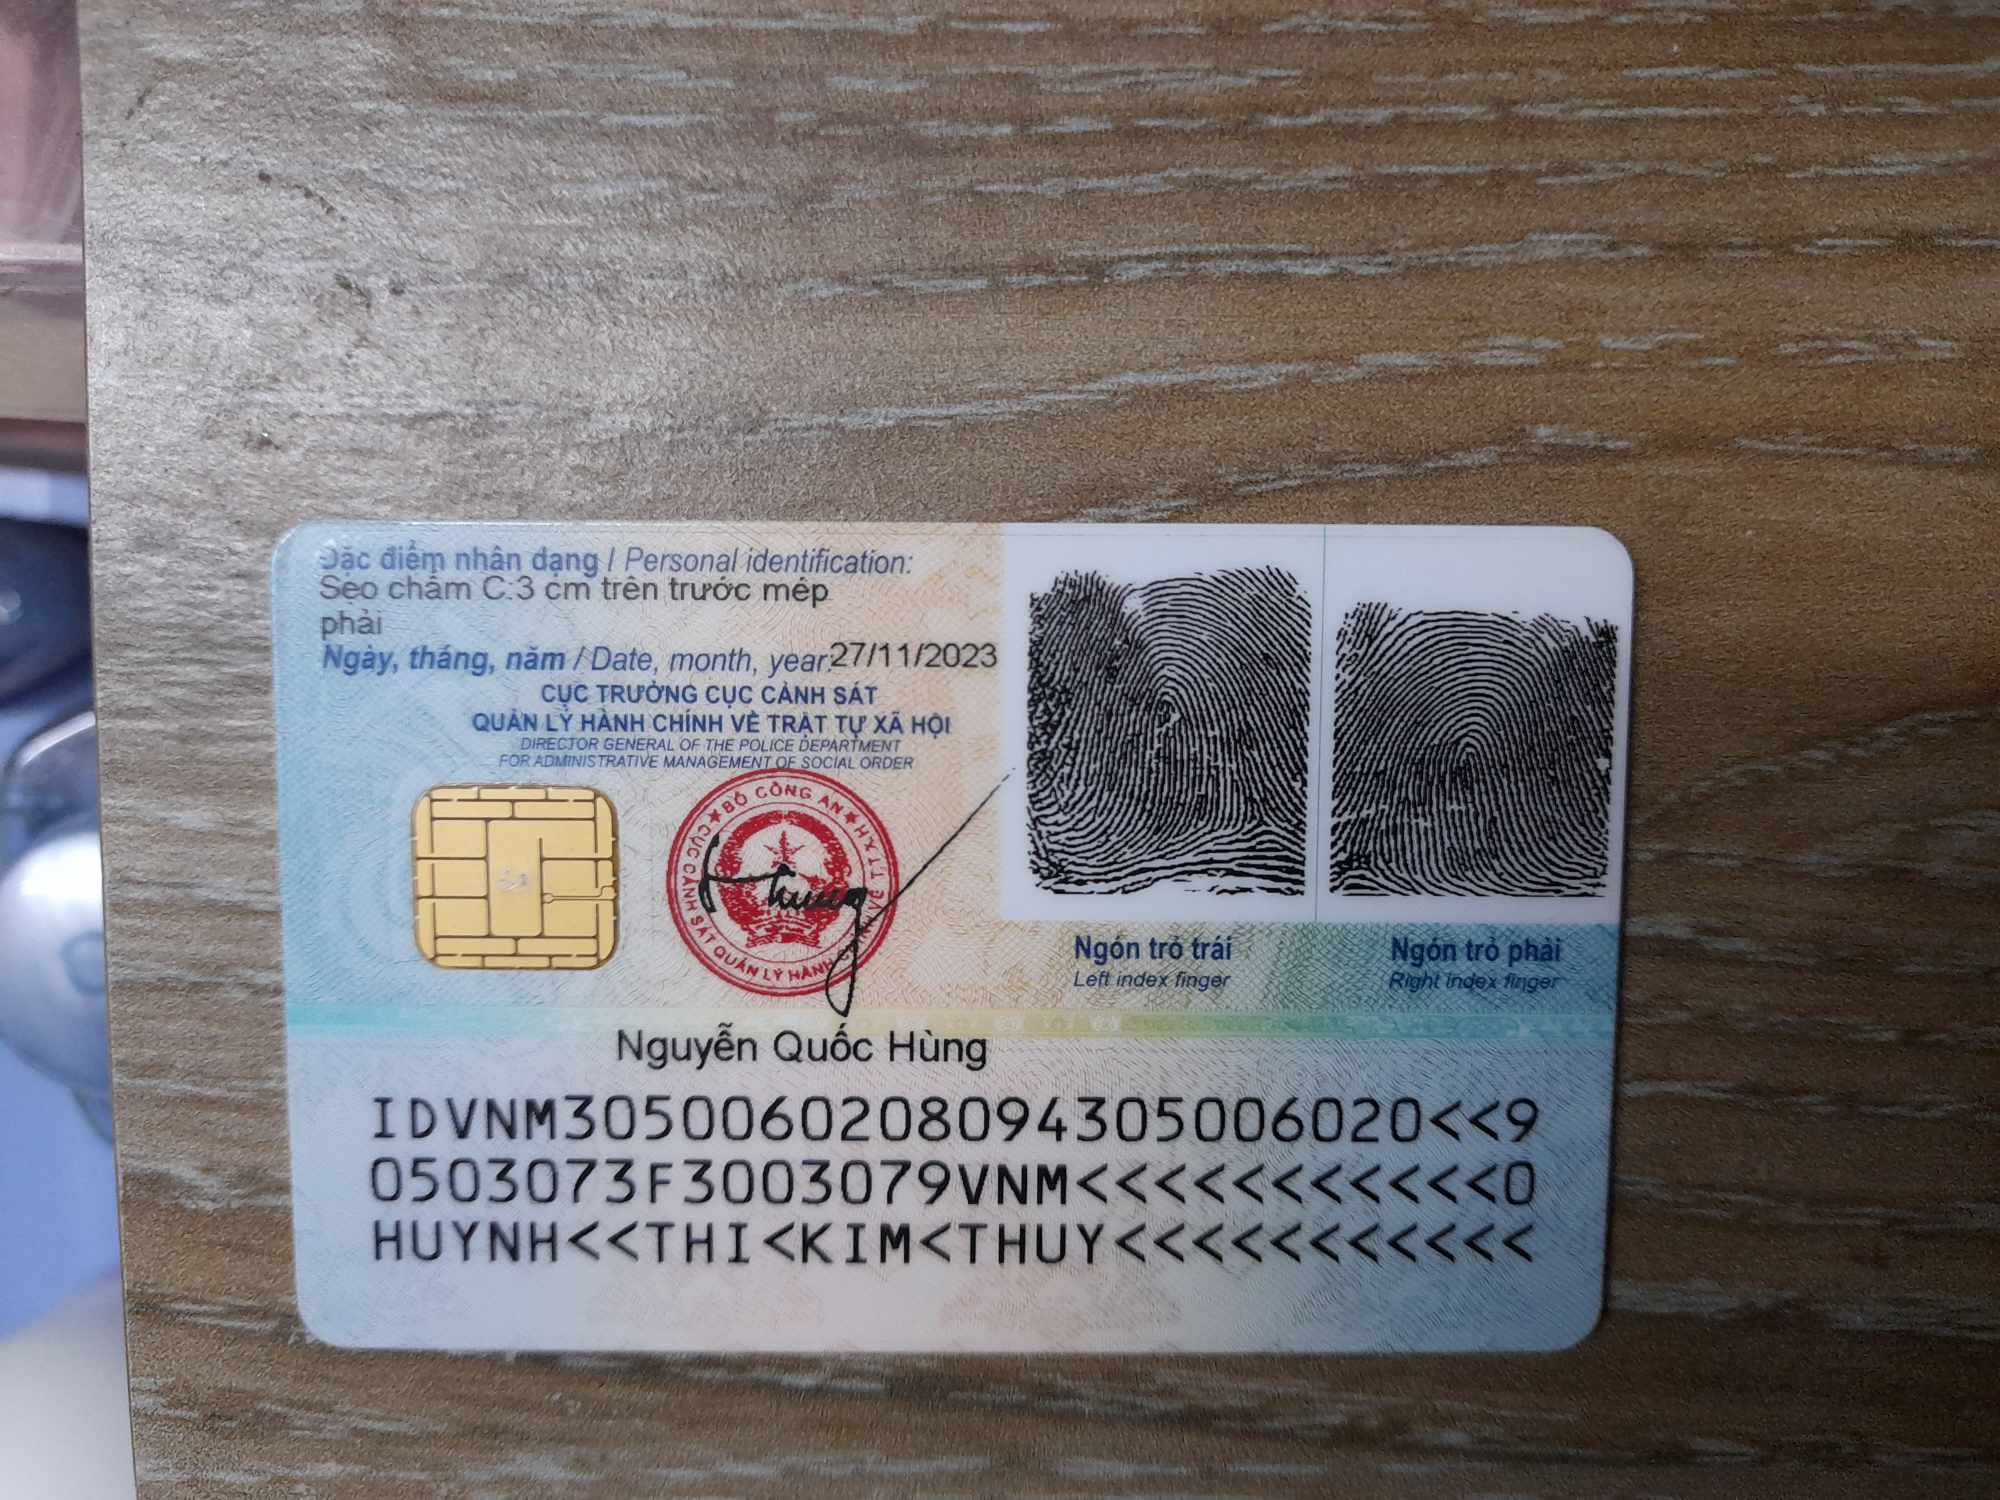 Đặc điểm nhân dạng / Personal identification:
Sẹo chấm C:3 cm trên trước mép
phải
Ngày, tháng, năm / Date, month, year: 27/11/2023
CỤC TRƯỞNG CỤC CẢNH SÁT
QUẢN LÝ HÀNH CHÍNH VỀ TRẬT TỰ XÃ HỘI
DIRECTOR GENERAL OF THE POLICE DEPARTMENT
FOR ADMINISTRATIVE MANAGEMENT OF SOCIAL ORDER
BỘ CÔNG AN
CỤC CẢNH SÁT QUẢN LÝ HÀNH CHÍNH VỀ TTXH
Ngón trỏ trái
Left index finger
Ngón trỏ phải
Right index finger
Nguyễn Quốc Hùng
IDVNM3050060208094305006020<<9
0503073F3003079VNM<<<<<<<<<<<0
HUYNH<<THI<KIM<THUY<<<<<<<<<<<